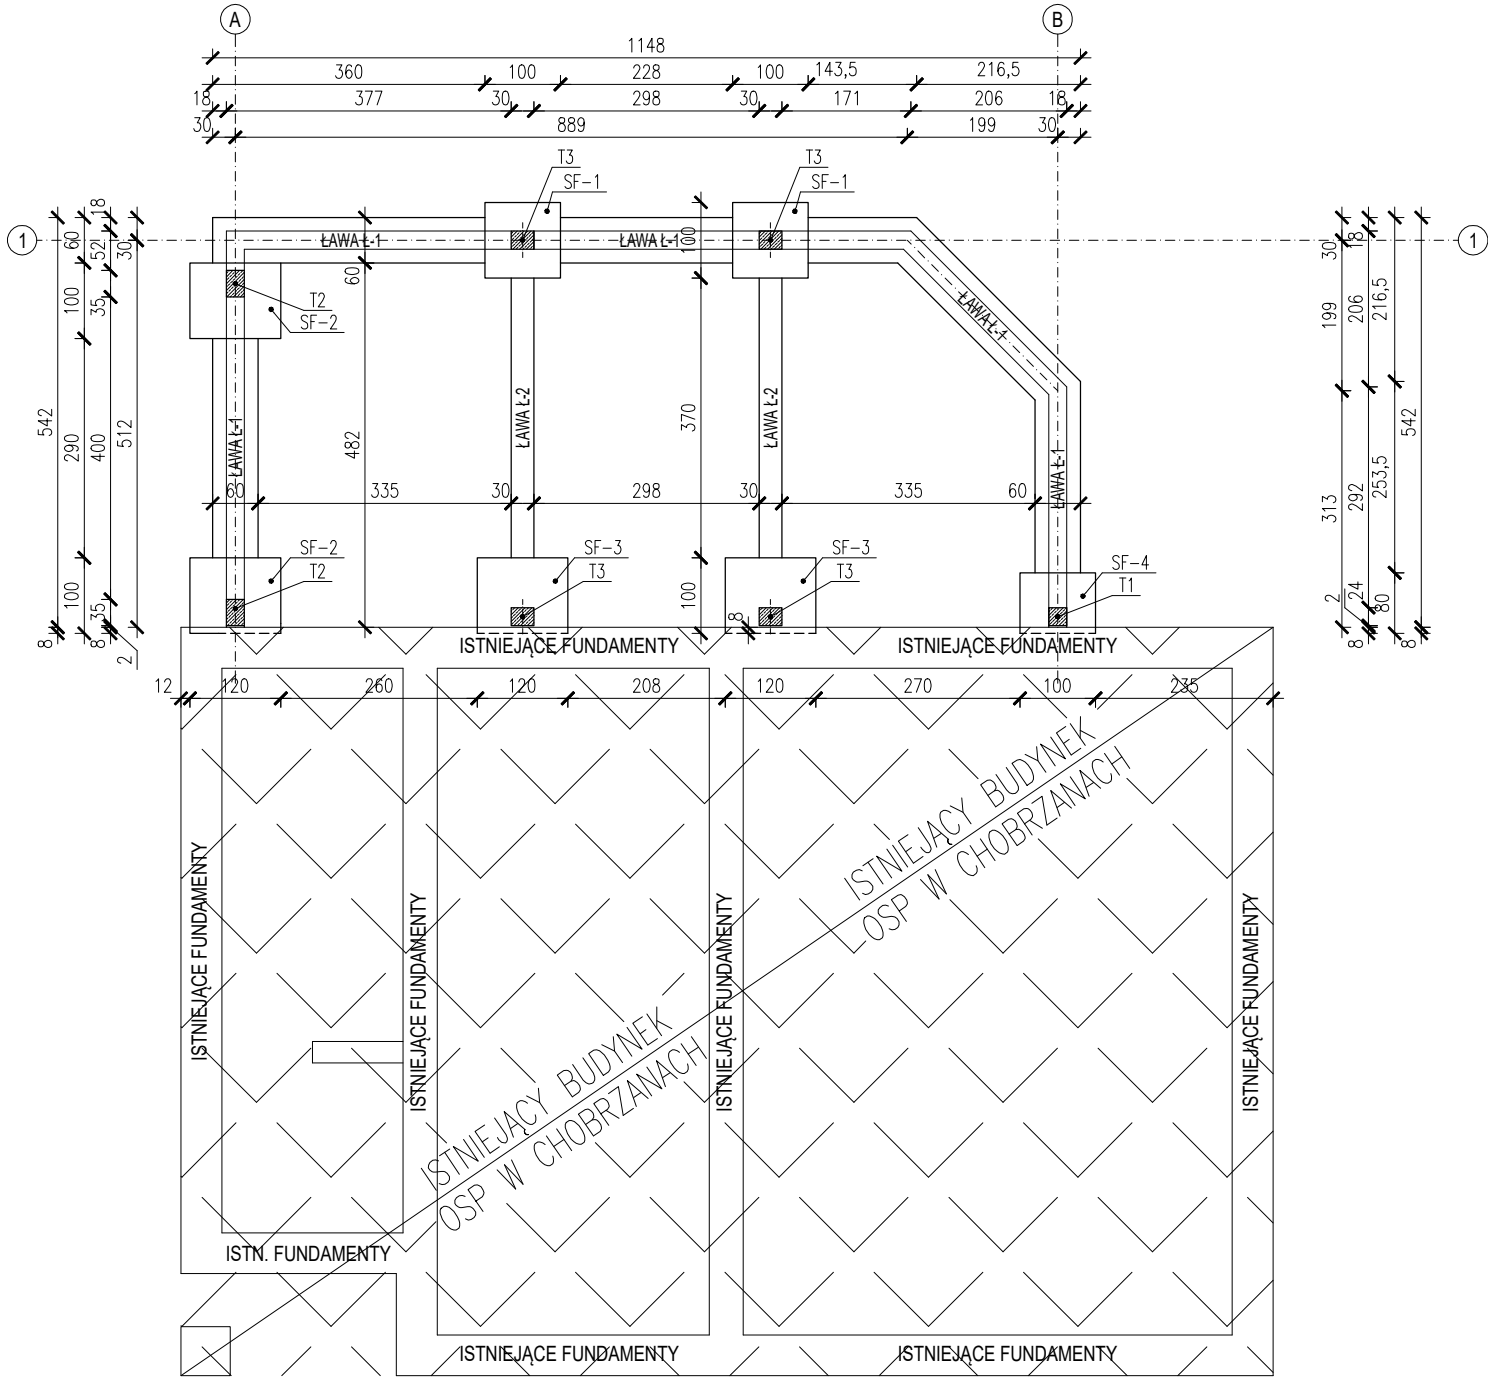 A
B
1148
360 100 228 100 143,5 216,5
18 377 30 298 30 171 206 18
30 889 199 30
T3
SF-1
T3
SF-1
1
1
ŁAWA Ł-1
ŁAWA Ł-1
ŁAWA Ł-1
T2
SF-2
542
8
60
100
290
100
8
18
52
35
400
35
2
30
512
60
482
100
370
100
8
ŁAWA Ł-1
ŁAWA Ł-2
ŁAWA Ł-2
ŁAWA Ł-1
60 335 30 298 30 335 60
SF-2
T2
SF-3
T3
SF-3
T3
SF-4
T1
30
199
313
2
18
206
292
24
8
216,5
253,5
80
542
8
ISTNIEJĄCE FUNDAMENTY
ISTNIEJĄCE FUNDAMENTY
12 120 260 120 208 120 270 100 235
ISTNIEJĄCY BUDYNEK
OSP W CHOBRZANACH
ISTNIEJĄCE FUNDAMENTY
ISTNIEJĄCE FUNDAMENTY
ISTNIEJĄCE FUNDAMENTY
ISTNIEJĄCE FUNDAMENTY
ISTNIEJĄCY BUDYNEK
OSP W CHOBRZANACH
ISTN. FUNDAMENTY
ISTNIEJĄCE FUNDAMENTY
ISTNIEJĄCE FUNDAMENTY